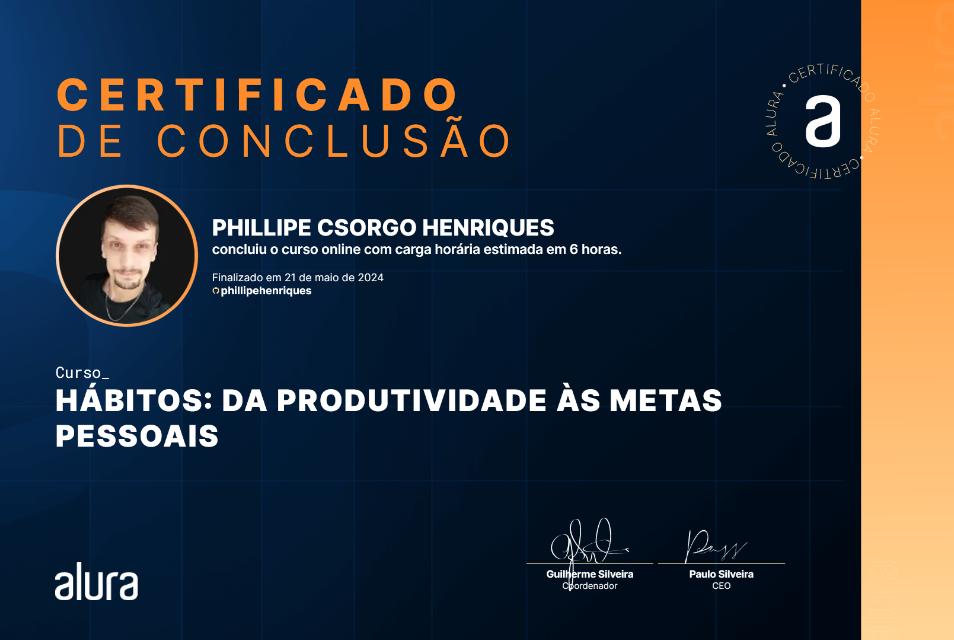 CERTIFICADO
DE CONCLUSÃO
CERTIFICADO ALURA • CERTIFICADO ALURA •
a
PHILLIPE CSORGO HENRIQUES
concluiu o curso online com carga horária estimada em 6 horas.
Finalizado em 21 de maio de 2024
phillipehenriques
Curso_
HÁBITOS: DA PRODUTIVIDADE ÀS METAS
PESSOAIS
alura
Guilherme Silveira
Coordenador
Paulo Silveira
CEO